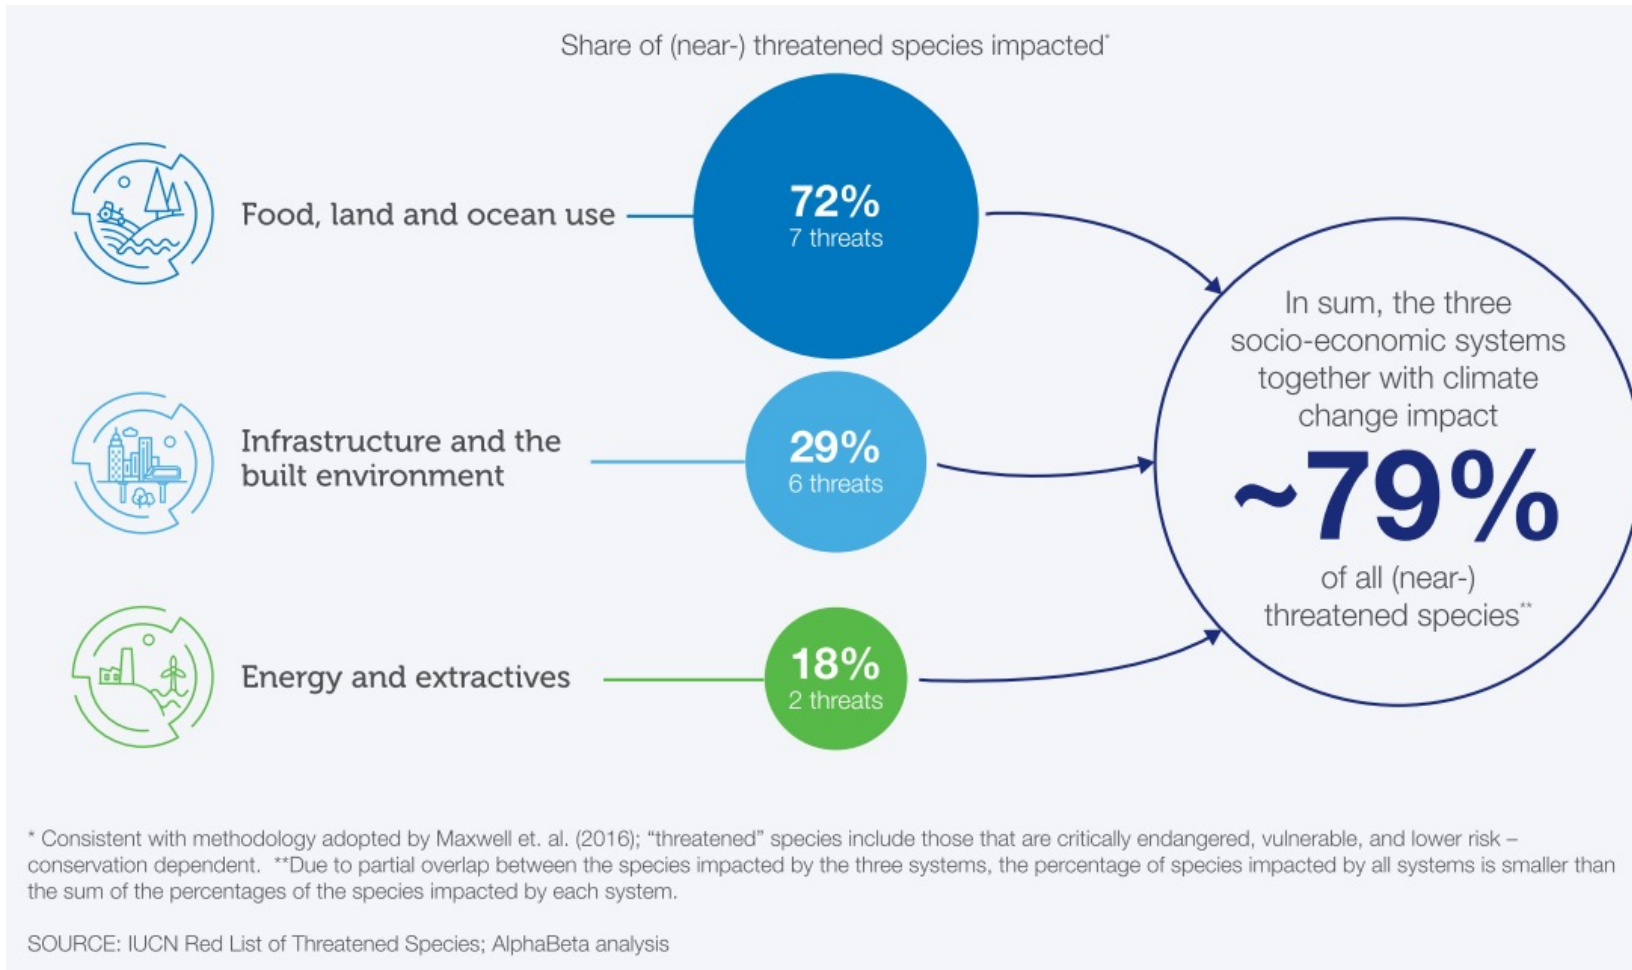 Share of (near-) threatened species impacted*
Food, land and ocean use
72%
7 threats
Infrastructure and the
built environment
29%
6 threats
Energy and extractives
18%
2 threats
In sum, the three
socio-economic systems
together with climate
change impact
~79%
of all (near-)
threatened species**
* Consistent with methodology adopted by Maxwell et. al. (2016); “threatened” species include those that are critically endangered, vulnerable, and lower risk –
conservation dependent. **Due to partial overlap between the species impacted by the three systems, the percentage of species impacted by all systems is smaller than
the sum of the percentages of the species impacted by each system.
SOURCE: IUCN Red List of Threatened Species; AlphaBeta analysis